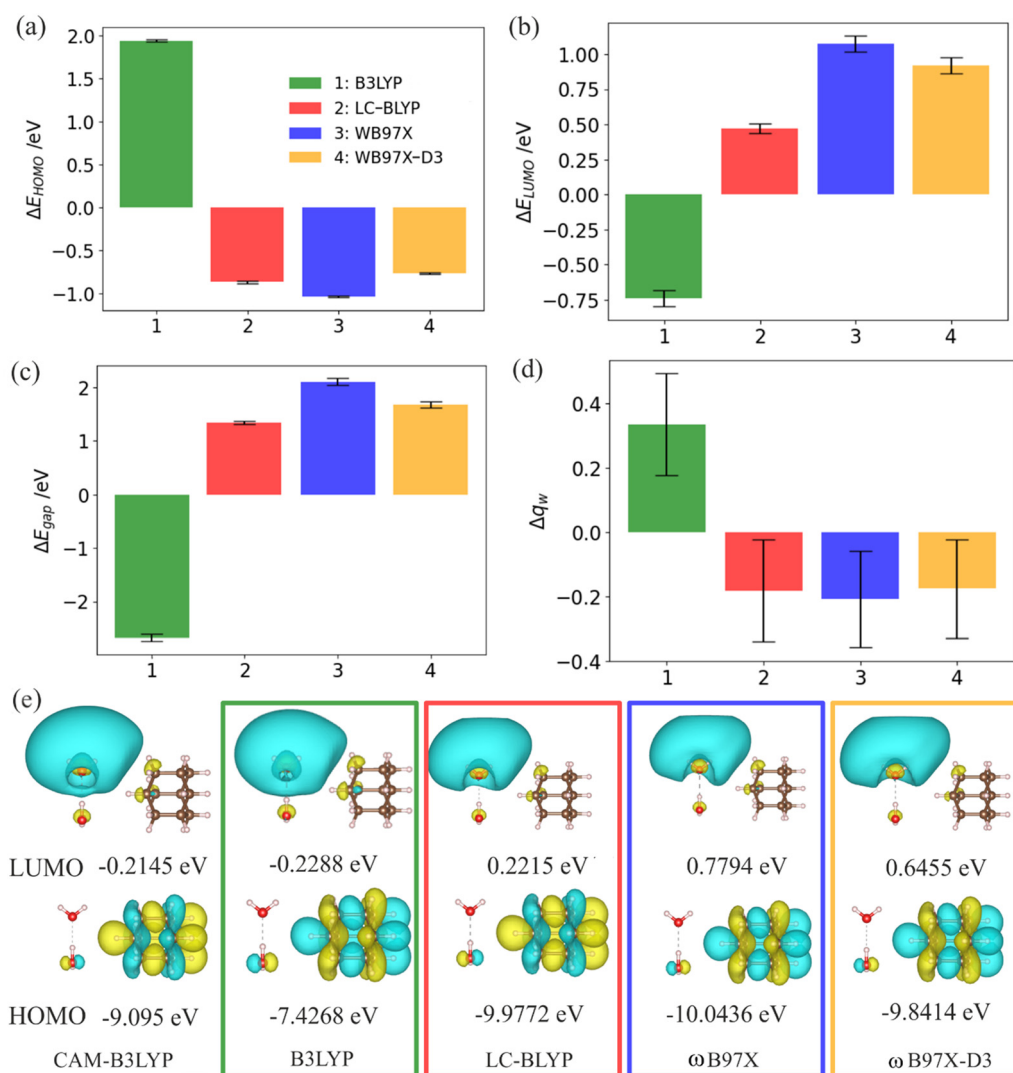 (a)
ΔE_HOMO /eV
2.0
1.5
1.0
0.5
0.0
−0.5
−1.0
1: B3LYP
2: LC−BLYP
3: WB97X
4: WB97X−D3
1 2 3 4
(b)
ΔE_LUMO /eV
1.00
0.75
0.50
0.25
0.00
−0.25
−0.50
−0.75
1 2 3 4
(c)
ΔE_gap /eV
2
1
0
−1
−2
1 2 3 4
(d)
Δq_w
0.4
0.2
0.0
−0.2
−0.4
1 2 3 4
(e)
LUMO -0.2145 eV -0.2288 eV 0.2215 eV 0.7794 eV 0.6455 eV
HOMO -9.095 eV -7.4268 eV -9.9772 eV -10.0436 eV -9.8414 eV
CAM-B3LYP B3LYP LC-BLYP ωB97X ωB97X-D3